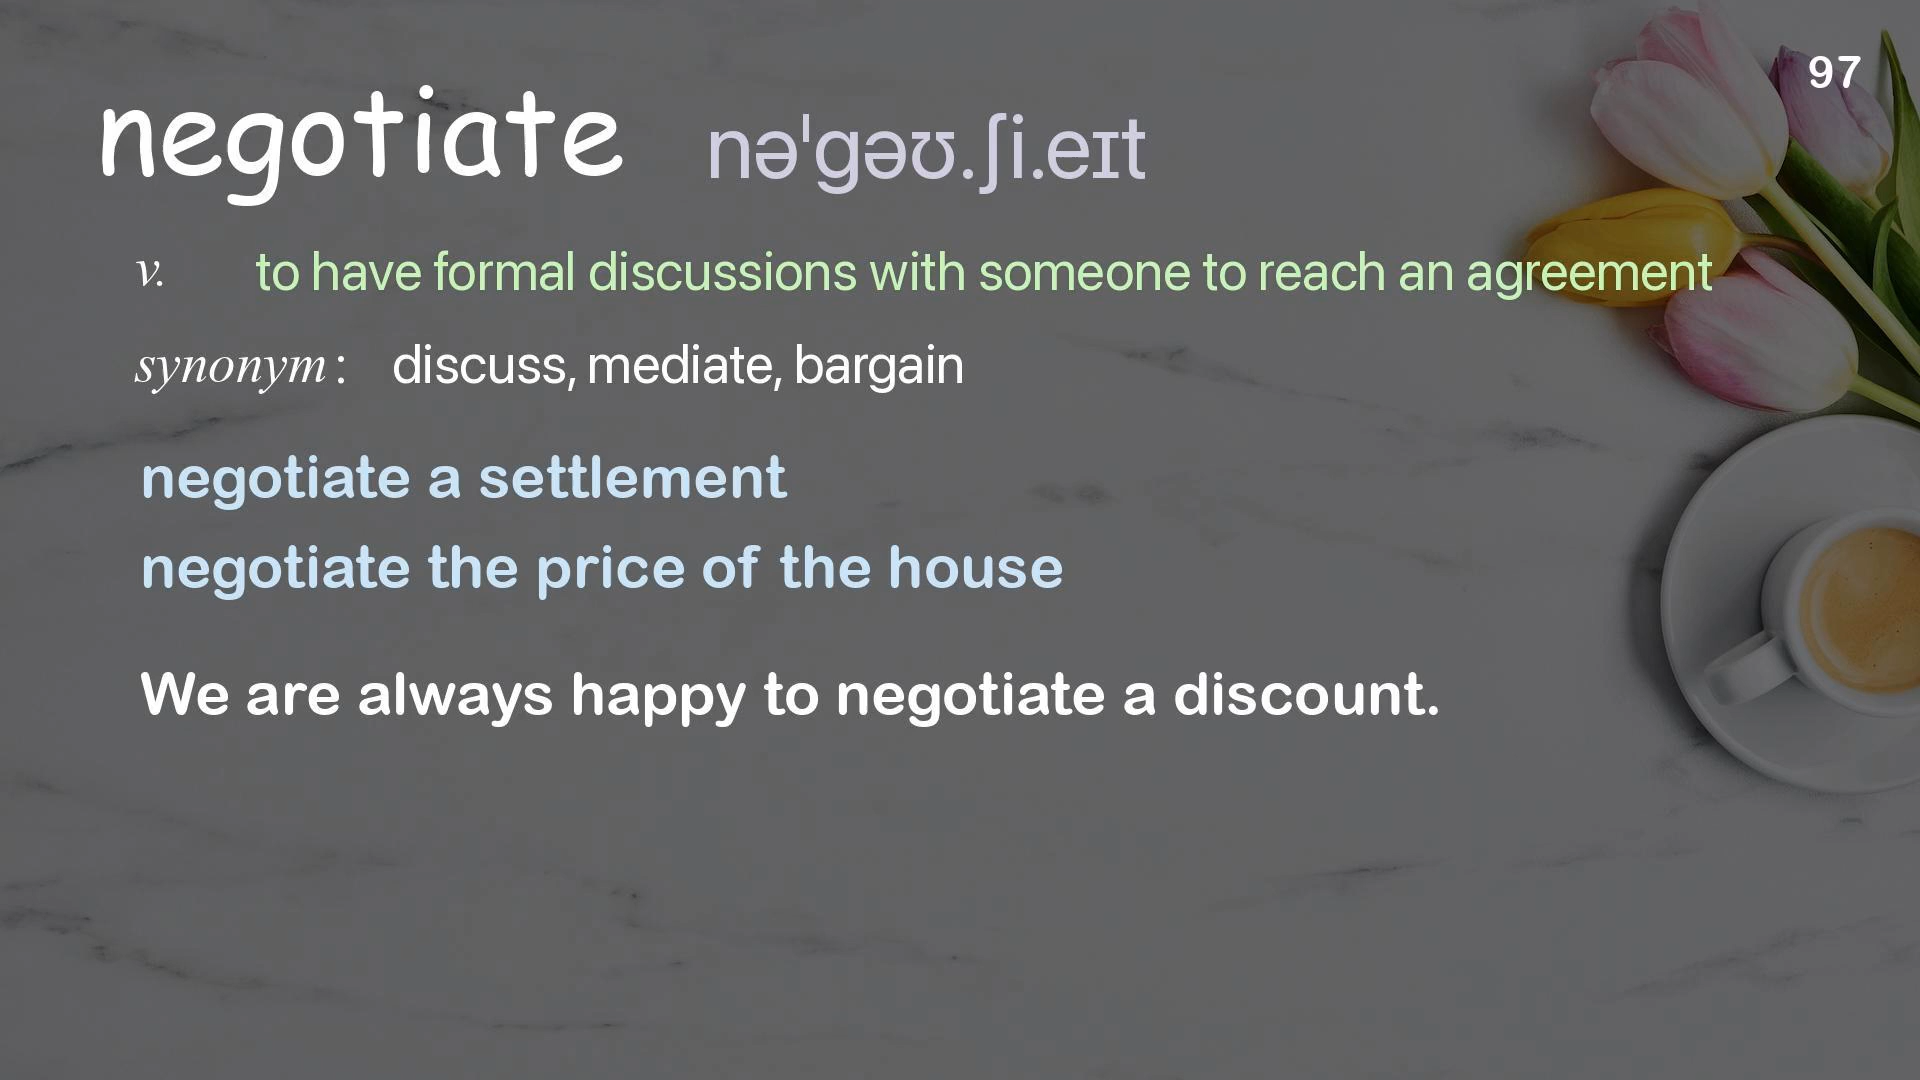 97
negotiate nəˈɡəʊ.ʃi.eɪt
v. to have formal discussions with someone to reach an agreement
synonym: discuss, mediate, bargain
negotiate a settlement
negotiate the price of the house
We are always happy to negotiate a discount.